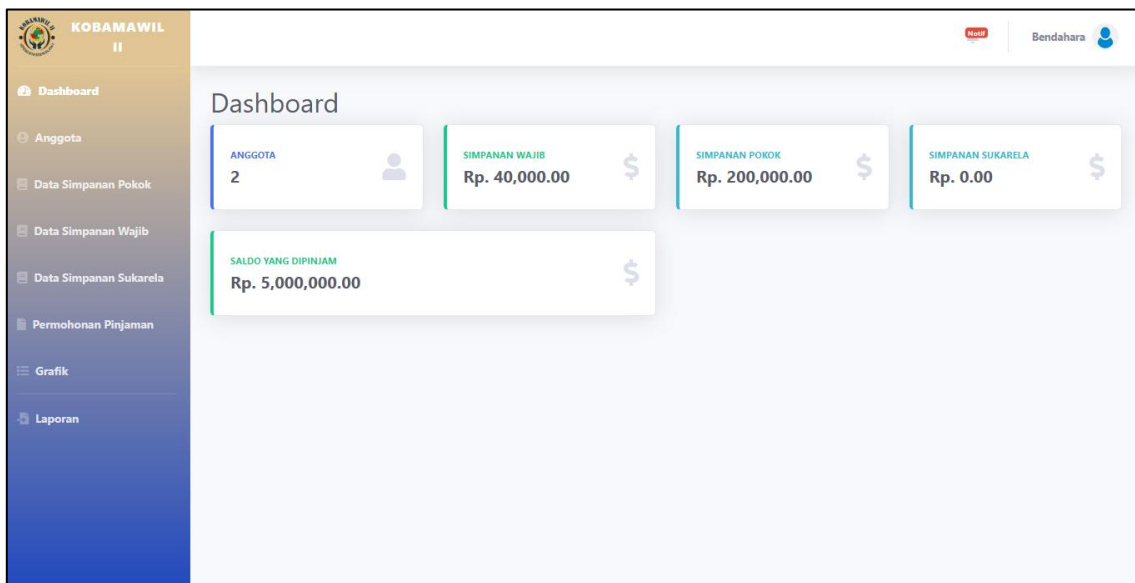 KOBAMAWIL
II
Notif
Bendahara
Dashboard
Anggota
Data Simpanan Pokok
Data Simpanan Wajib
Data Simpanan Sukarela
Permohonan Pinjaman
Grafik
Laporan
Dashboard
ANGGOTA
2
SIMPANAN WAJIB
Rp. 40,000.00
SIMPANAN POKOK
Rp. 200,000.00
SIMPANAN SUKARELA
Rp. 0.00
SALDO YANG DIPINJAM
Rp. 5,000,000.00